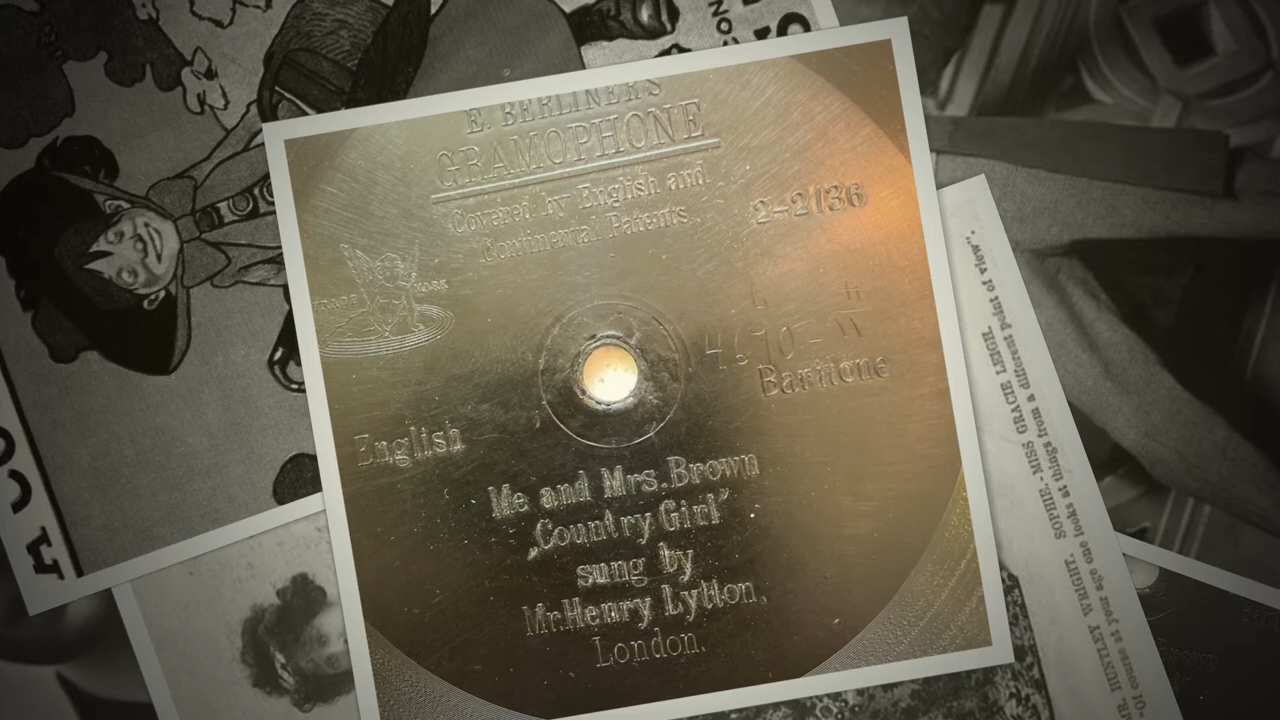 E. BERLINER'S
GRAMOPHONE
Covered by English and
Continental Patents.
2-2136
TRADE MARK
Baritone
English
Me and Mrs. Brown
„Country Girl"
sung by
Mr. Henry Lytton,
London.
HUNTLEY WRIGHT. SOPHIE.- MISS GRACIE LEIGH.
Of course at your age one looks at things from a different point of view".
NO